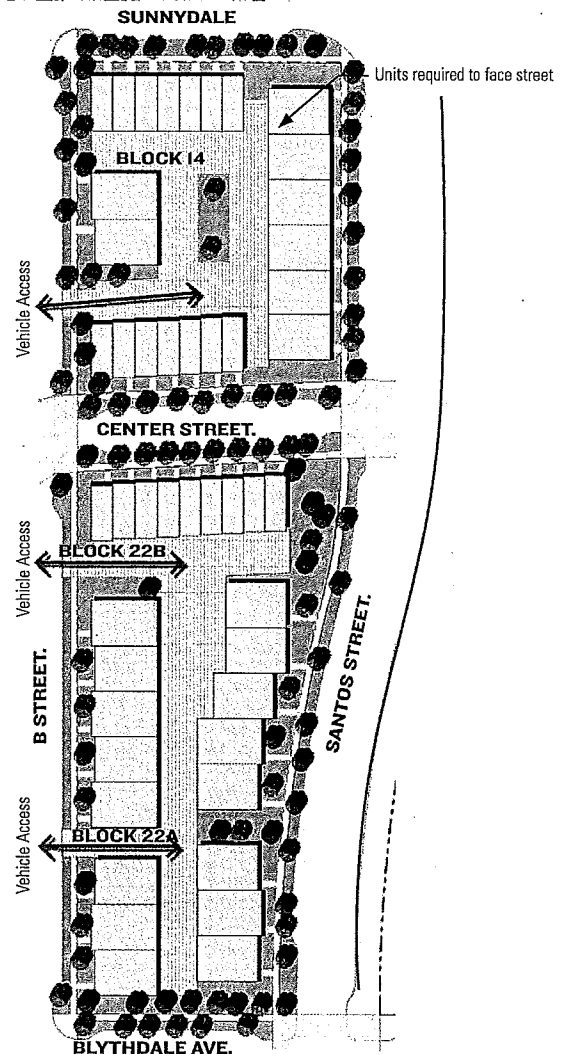 SUNNYDALE
Units required to face street
BLOCK 14
Vehicle Access
CENTER STREET.
Vehicle Access
BLOCK 22B
SANTOS STREET.
B STREET.
Vehicle Access
BLOCK 22A
BLYTHDALE AVE.